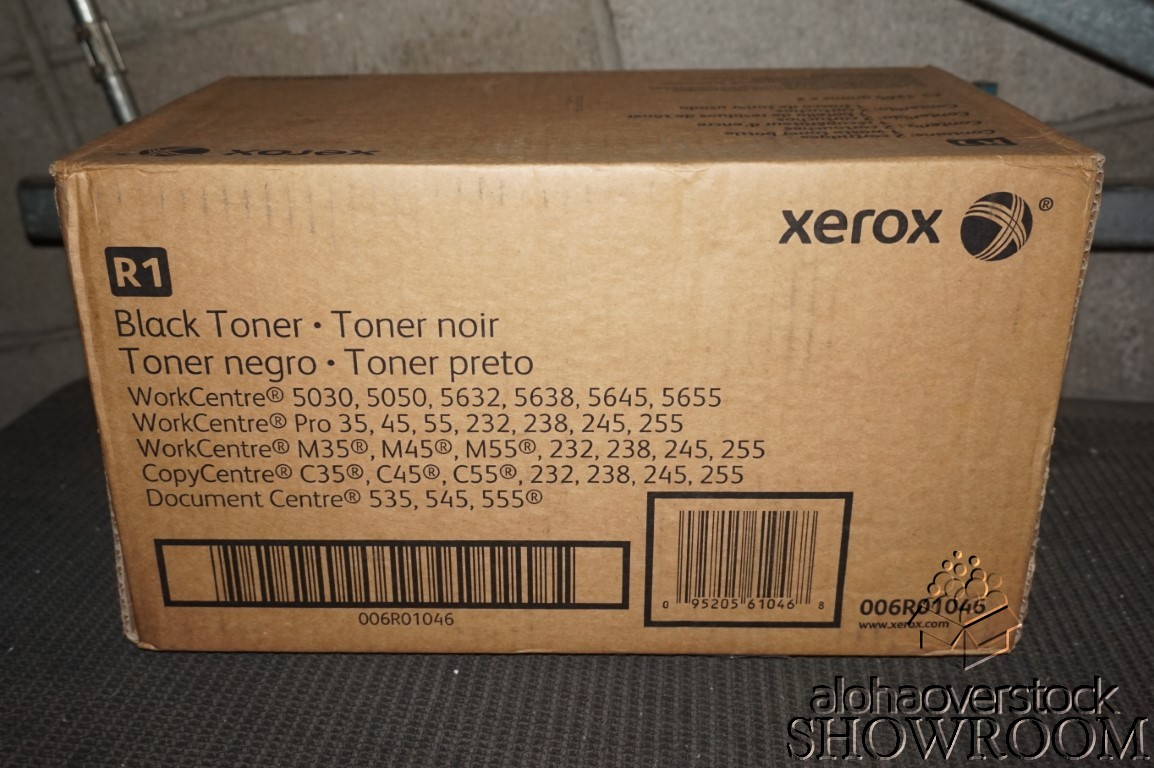 xerox
xerox ®
R1
Black Toner • Toner noir
Toner negro • Toner preto
WorkCentre® 5030, 5050, 5632, 5638, 5645, 5655
WorkCentre® Pro 35, 45, 55, 232, 238, 245, 255
WorkCentre® M35®, M45®, M55®, 232, 238, 245, 255
CopyCentre® C35®, C45®, C55®, 232, 238, 245, 255
Document Centre® 535, 545, 555®
006R01046
0 95205 61046 8
006R01046
www.xerox.com
alohaoverstock
SHOWROOM